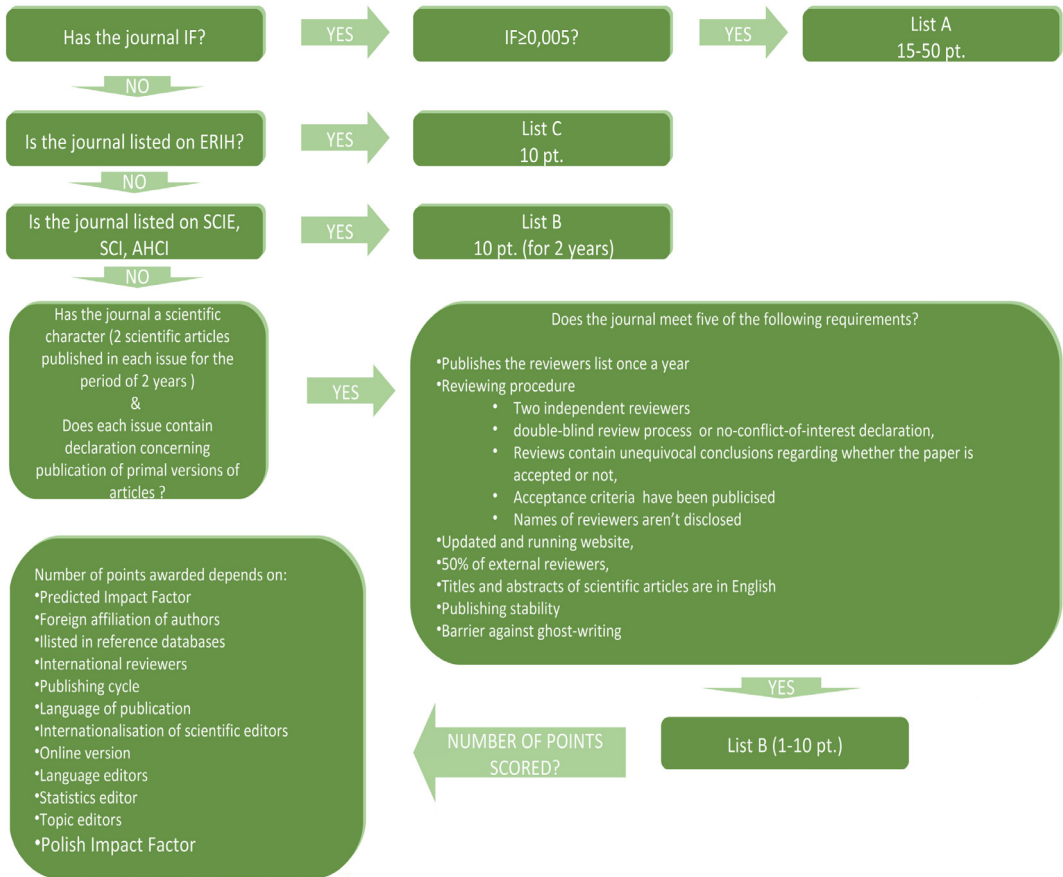 Has the journal IF?
YES
IF≥0,005?
YES
List A
15-50 pt.
NO
Is the journal listed on ERIH?
YES
List C
10 pt.
NO
Is the journal listed on SCIE,
SCI, AHCI
YES
List B
10 pt. (for 2 years)
NO
Has the journal a scientific
character (2 scientific articles
published in each issue for the
period of 2 years )
&
Does each issue contain
declaration concerning
publication of primal versions of
articles ?
YES
Does the journal meet five of the following requirements?
•Publishes the reviewers list once a year
•Reviewing procedure
• Two independent reviewers
• double-blind review process or no-conflict-of-interest declaration,
• Reviews contain unequivocal conclusions regarding whether the paper is
accepted or not,
• Acceptance criteria have been publicised
• Names of reviewers aren't disclosed
•Updated and running website,
•50% of external reviewers,
•Titles and abstracts of scientific articles are in English
•Publishing stability
•Barrier against ghost-writing
YES
List B (1-10 pt.)
NUMBER OF POINTS
SCORED?
Number of points awarded depends on:
•Predicted Impact Factor
•Foreign affiliation of authors
•Ilisted in reference databases
•International reviewers
•Publishing cycle
•Language of publication
•Internationalisation of scientific editors
•Online version
•Language editors
•Statistics editor
•Topic editors
•Polish Impact Factor